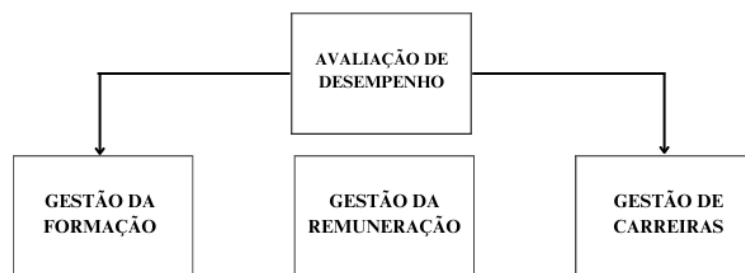 AVALIAÇÃO DE
DESEMPENHO
GESTÃO DA
FORMAÇÃO
GESTÃO DA
REMUNERAÇÃO
GESTÃO DE
CARREIRAS